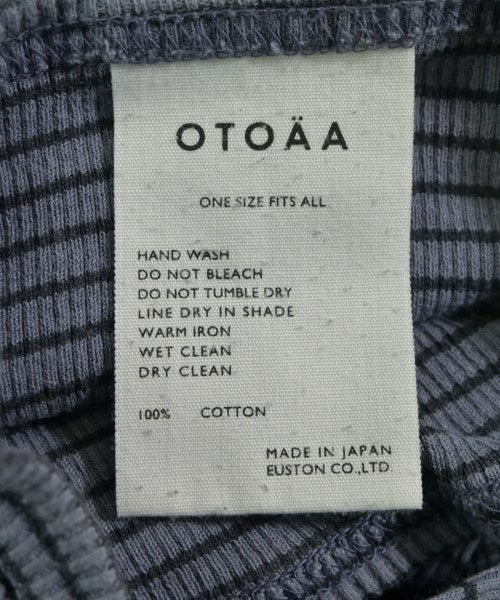 OTOÄA
ONE SIZE FITS ALL
HAND WASH
DO NOT BLEACH
DO NOT TUMBLE DRY
LINE DRY IN SHADE
WARM IRON
WET CLEAN
DRY CLEAN
100% COTTON
MADE IN JAPAN
EUSTON CO.,LTD.